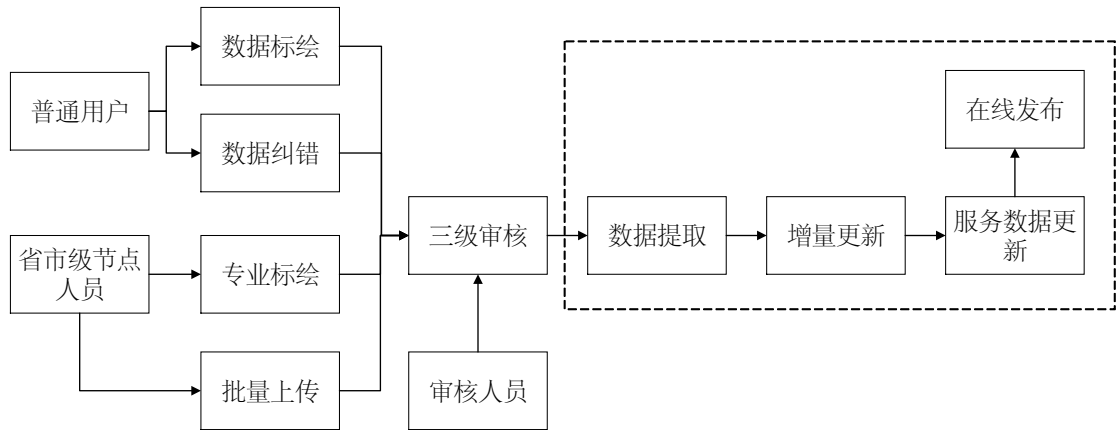 数据标绘
普通用户
数据纠错
在线发布
三级审核
数据提取
增量更新
服务数据更
新
省市级节点
人员
专业标绘
批量上传
审核人员